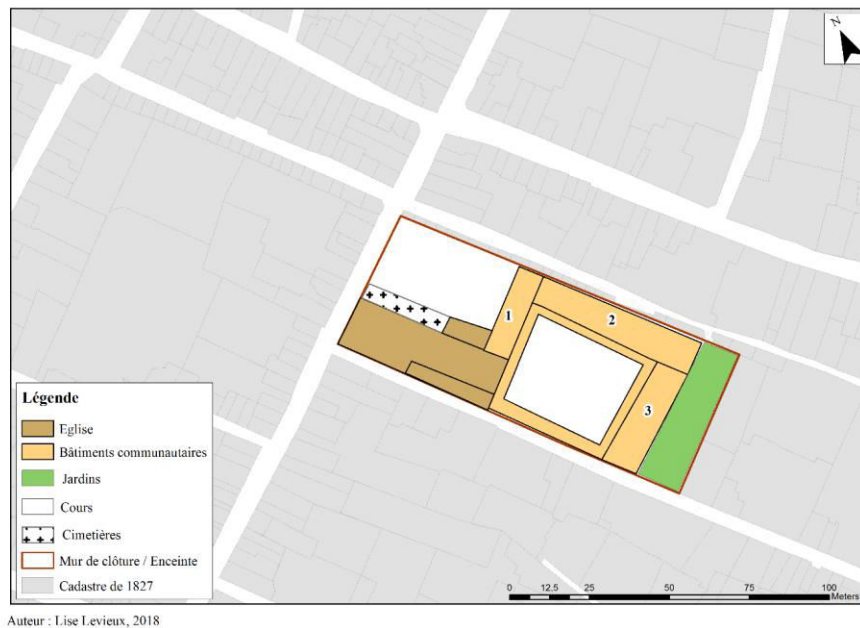 N
1
2
3
Légende
Eglise
Bâtiments communautaires
Jardins
Cours
Cimetières
Mur de clôture / Enceinte
Cadastre de 1827
0 12.5 25 50 75 100
Meters
Auteur : Lise Levieux, 2018